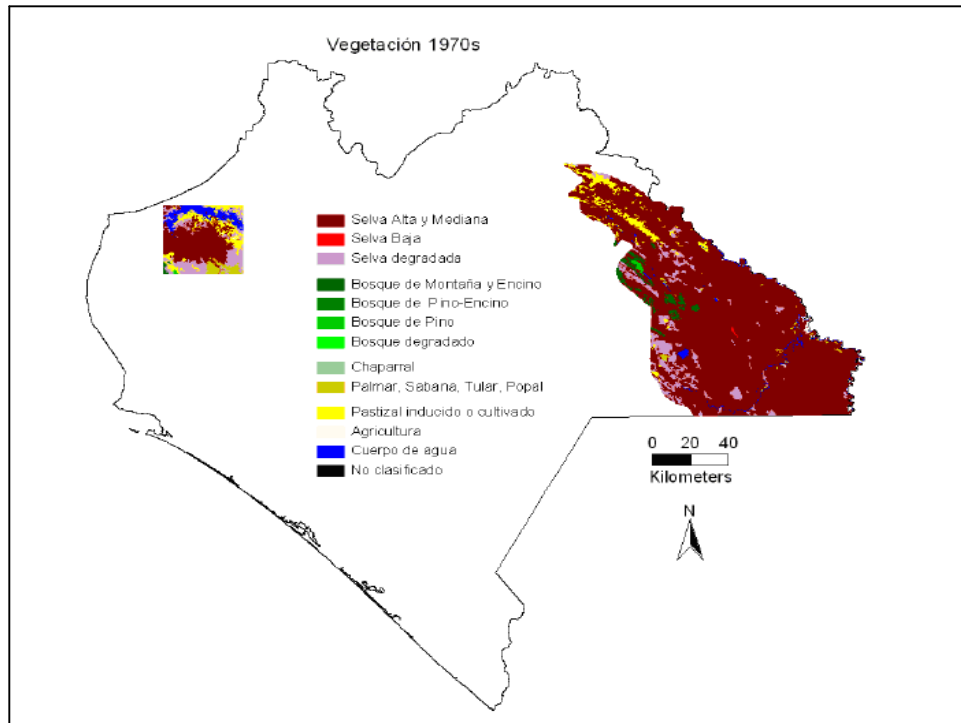 Vegetación 1970s
Selva Alta y Mediana
Selva Baja
Selva degradada
Bosque de Montaña y Encino
Bosque de Pino-Encino
Bosque de Pino
Bosque degradado
Chaparral
Palmar, Sabana, Tular, Popal
Pastizal inducido o cultivado
Agricultura
Cuerpo de agua
No clasificado
0 20 40
Kilometers
N